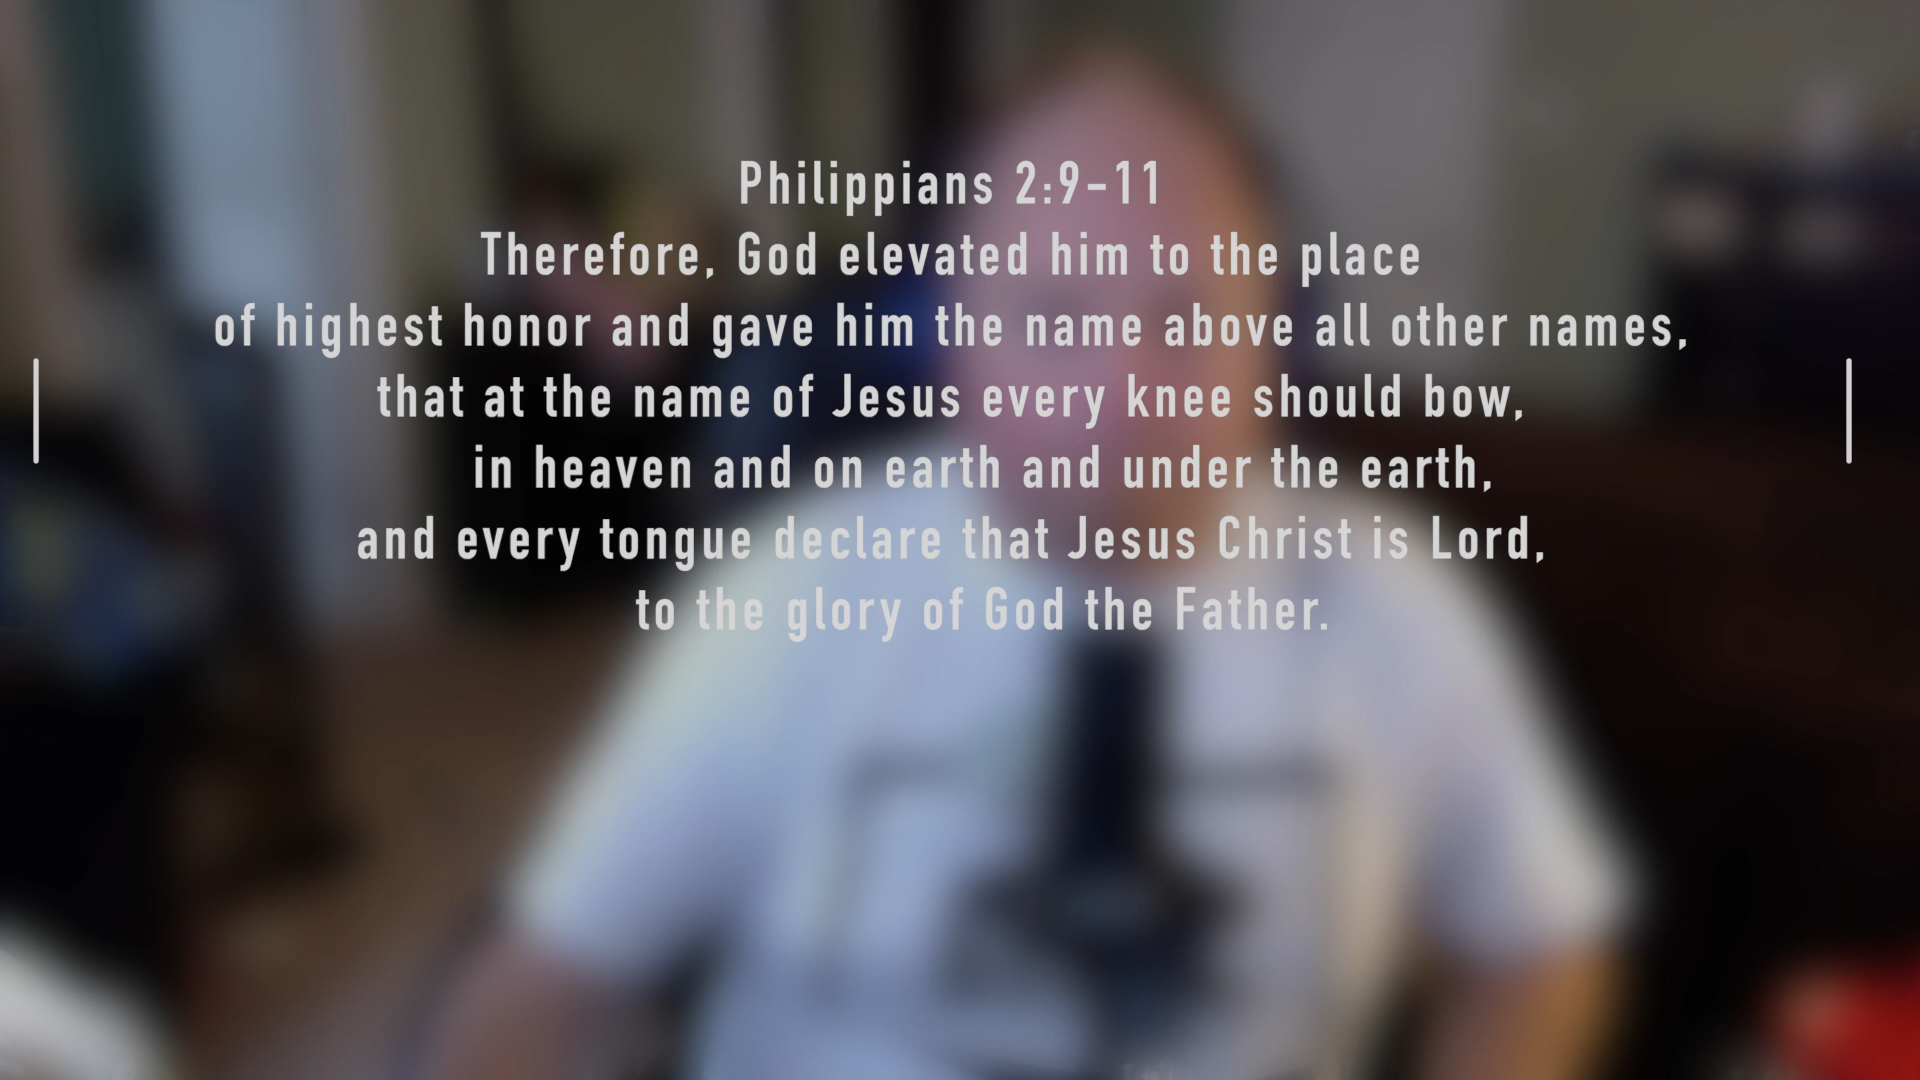 Philippians 2:9-11
Therefore, God elevated him to the place
of highest honor and gave him the name above all other names,
that at the name of Jesus every knee should bow,
in heaven and on earth and under the earth,
and every tongue declare that Jesus Christ is Lord,
to the glory of God the Father.